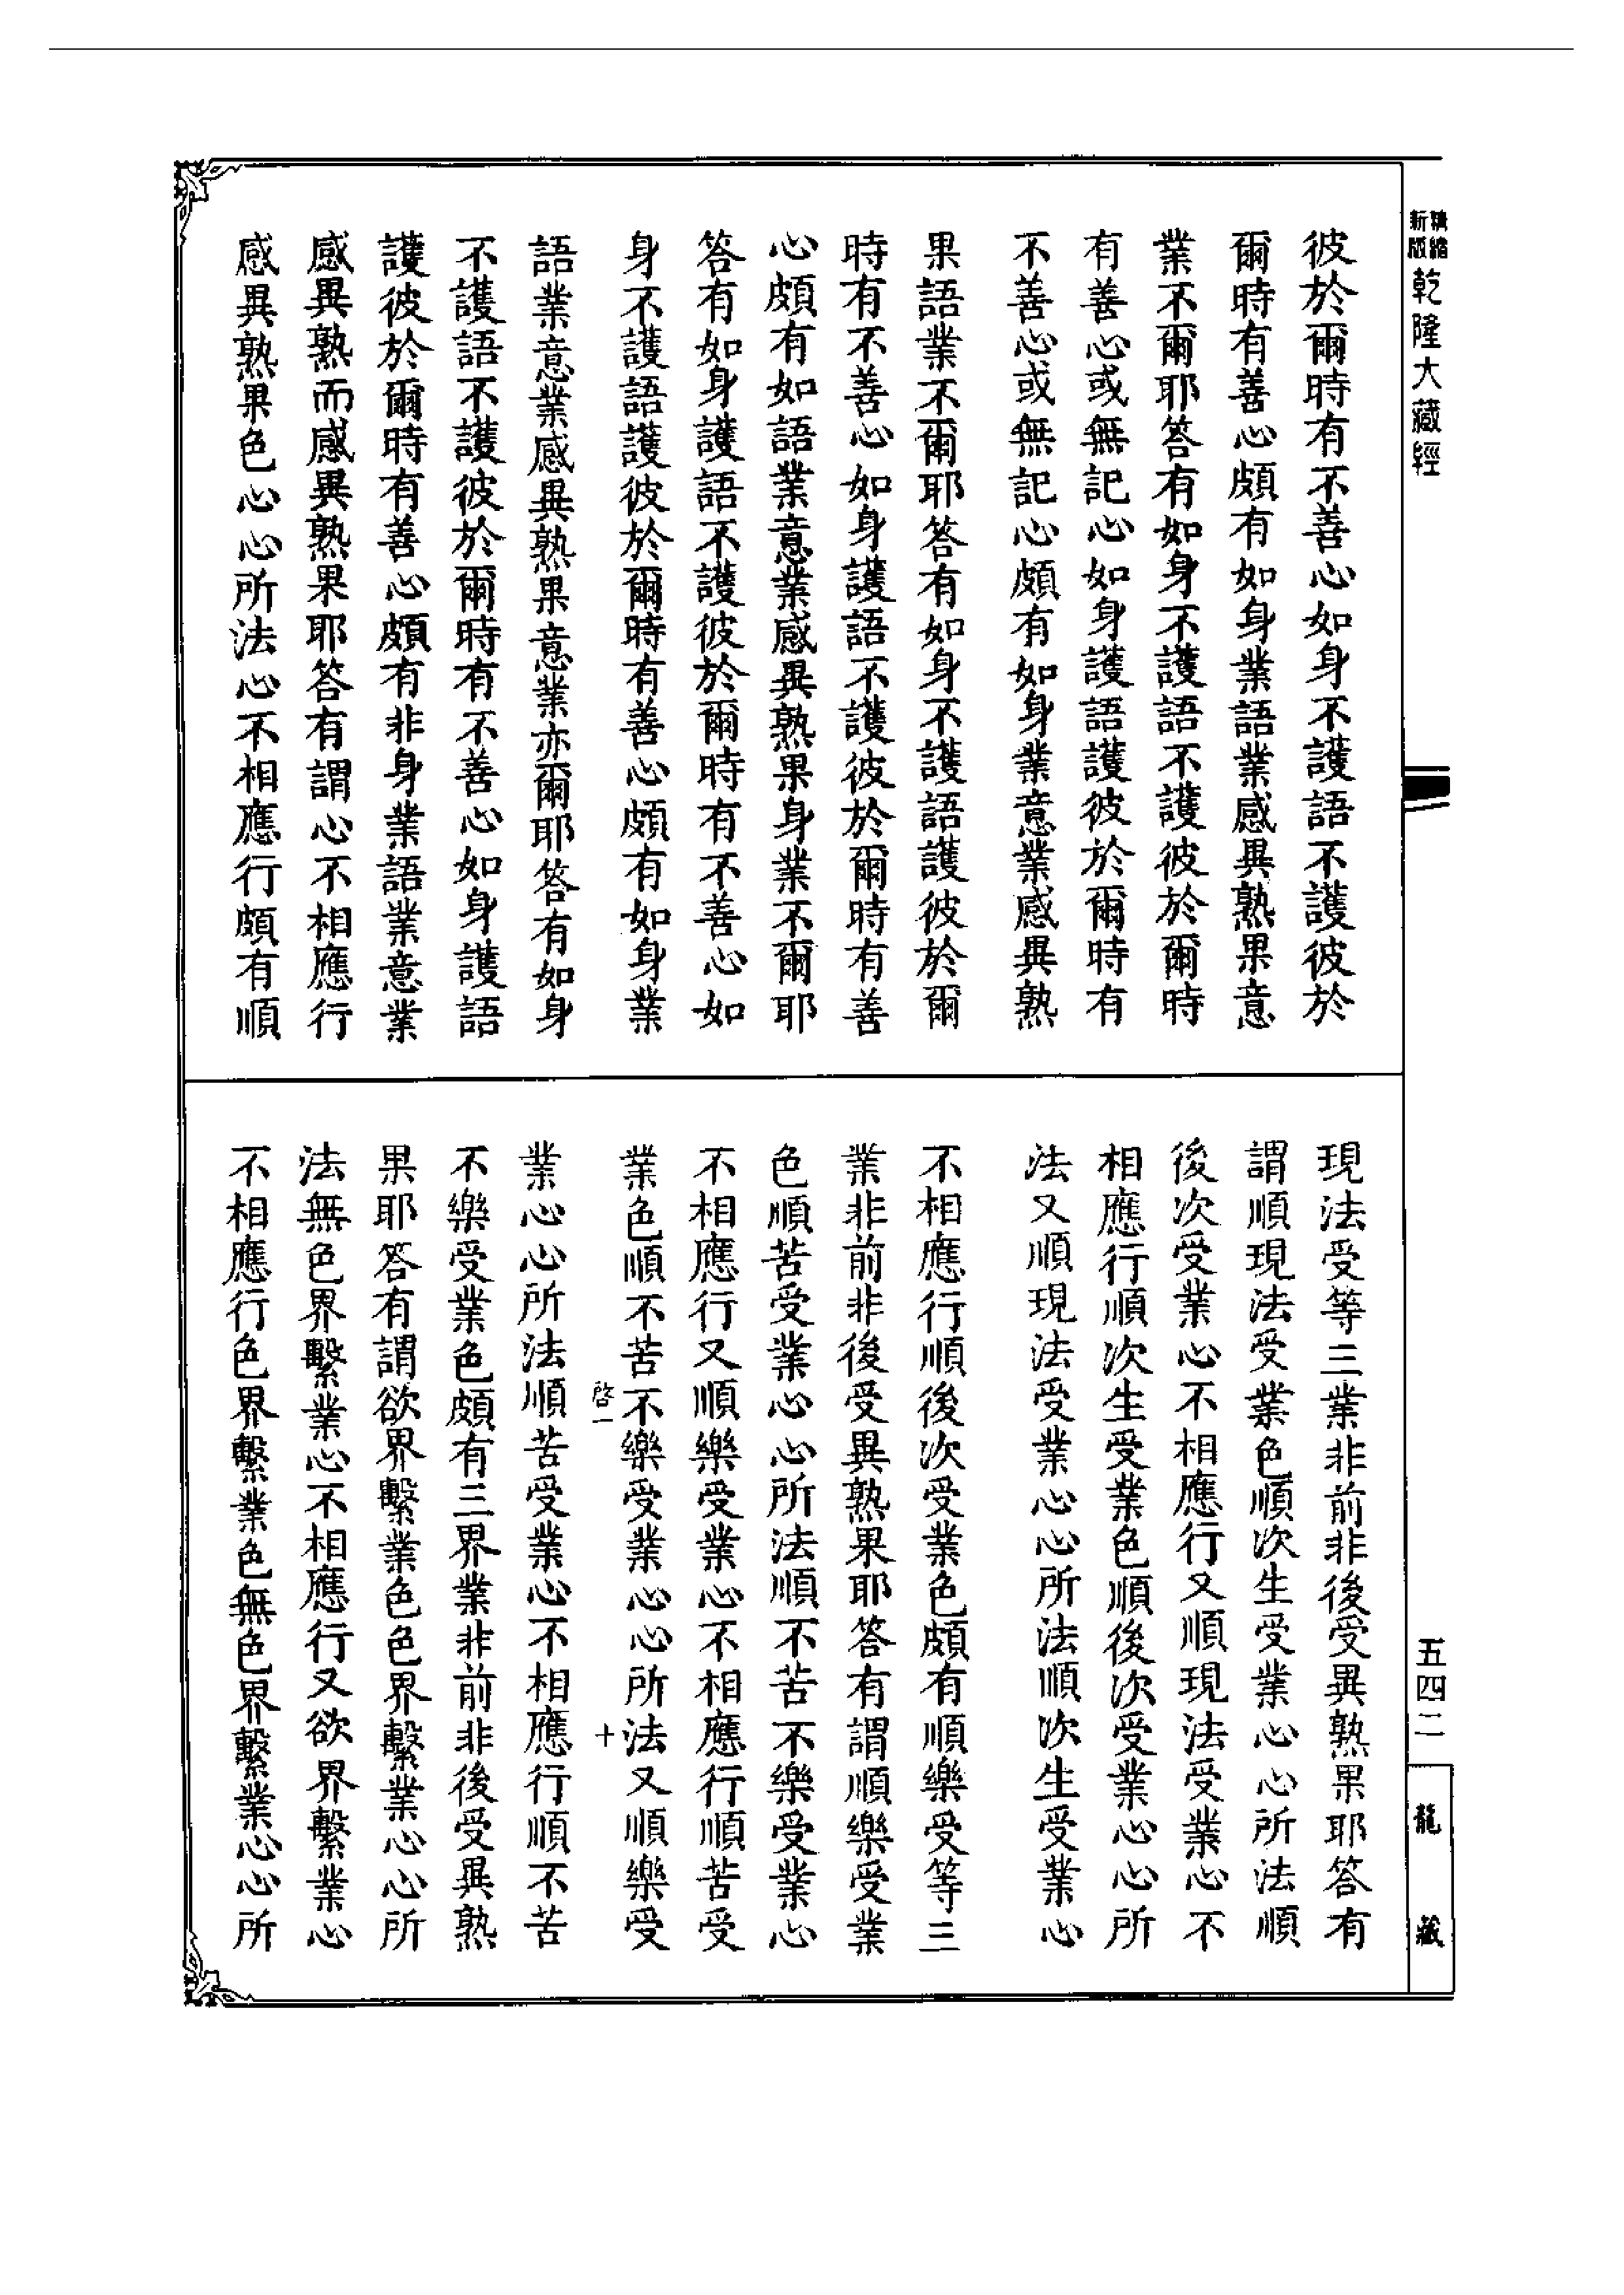 精縮新版乾隆大藏經
彼於爾時有不善心如身不護語不護彼於
爾時有善心頗有如身業語業感異熟果意
業不爾耶答有如身不護語不護彼於爾時
有善心或無記心如身護語護彼於爾時有
不善心或無記心頗有如身業意業感異熟
果語業不爾耶答有如身不護語護彼於爾
時有不善心如身護語不護彼於爾時有善
心頗有如語業意業感異熟果身業不爾耶
答有如身護語不護彼於爾時有不善心如
身不護語護彼於爾時有善心頗有如身業
語業意業感異熟果意業亦爾耶答有如身
不護語不護彼於爾時有不善心如身護語
護彼於爾時有善心頗有非身業語業意業
感異熟而感異熟果耶答有謂心不相應行
感異熟果色心心所法心不相應行頗有順
現法受等三業非前非後受異熟果耶答有
謂順現法受業色順次生受業心心所法順
後次受業心不相應行又順現法受業心不
相應行順次生受業色順後次受業心心所
法又順現法受業心心所法順次生受業心
不相應行順後次受業色頗有順樂受等三
業非前非後受異熟果耶答有謂順樂受業
色順苦受業心心所法順不苦不樂受業心
不相應行又順樂受業心不相應行順苦受
業色順不苦不樂受業心心所法又順樂受
啓一 十
業心心所法順苦受業心不相應行順不苦
不樂受業色頗有三界業非前非後受異熟
果耶答有謂欲界繫業色色界繫業心心所
法無色界繫業心不相應行又欲界繫業心
不相應行色界繫業色無色界繫業心心所
五四二
龍藏